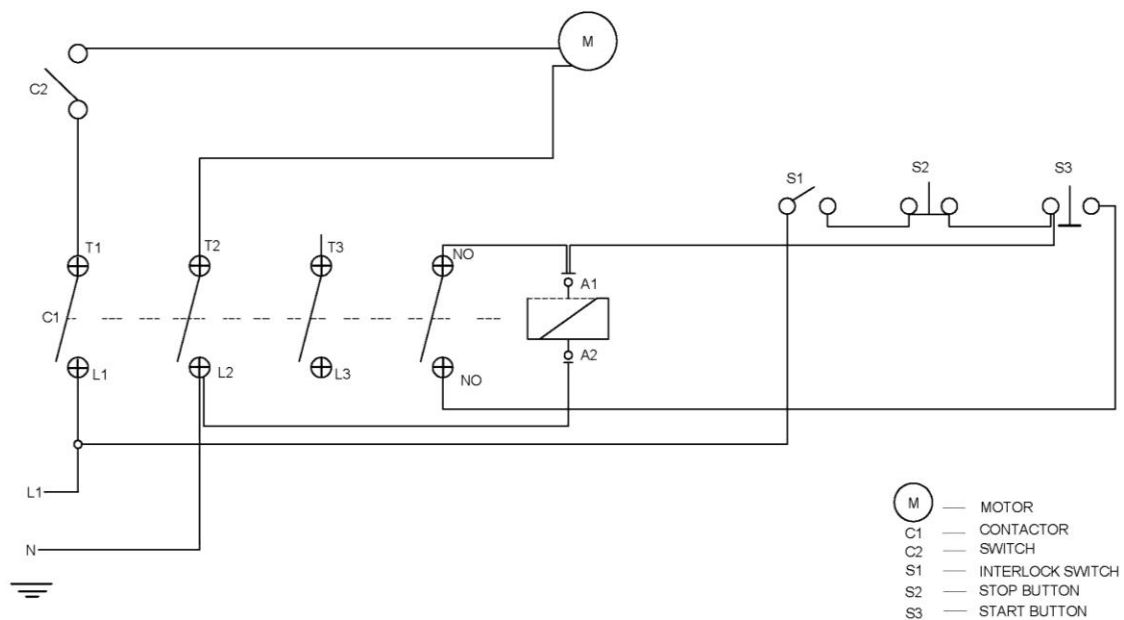 M
C2
S1 S2 S3
T1 T2 T3 NO
A1
C1
A2
L1 L2 L3 NO
L1
N
M — MOTOR
C1 — CONTACTOR
C2 — SWITCH
S1 — INTERLOCK SWITCH
S2 — STOP BUTTON
S3 — START BUTTON